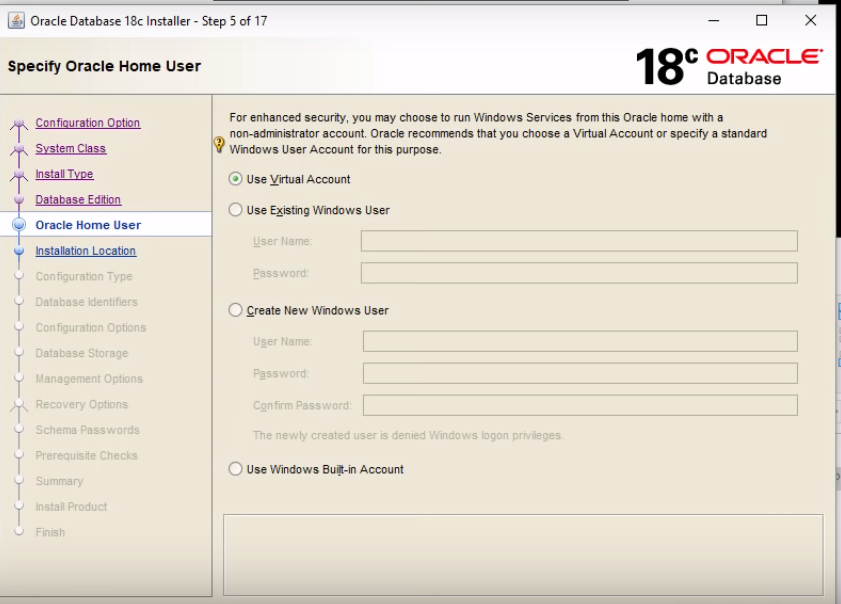 Oracle Database 18c Installer - Step 5 of 17
Specify Oracle Home User
18c ORACLE
Database
Configuration Option
System Class
Install Type
Database Edition
Oracle Home User
Installation Location
Configuration Type
Database Identifiers
Configuration Options
Database Storage
Management Options
Recovery Options
Schema Passwords
Prerequisite Checks
Summary
Install Product
Finish
For enhanced security, you may choose to run Windows Services from this Oracle home with a
non-administrator account. Oracle recommends that you choose a Virtual Account or specify a standard
Windows User Account for this purpose.
Use Virtual Account
Use Existing Windows User
User Name:
Password:
Create New Windows User
User Name:
Password:
Confirm Password:
The newly created user is denied Windows logon privileges.
Use Windows Built-in Account